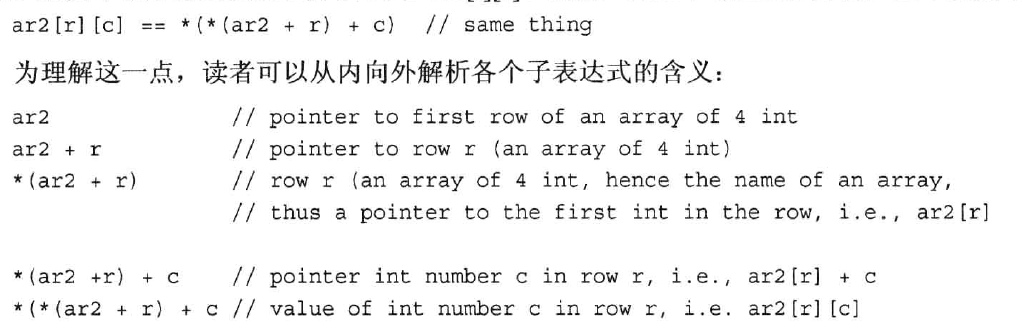 ar2[r][c] == *(*(ar2 + r) + c)  // same thing
为理解这一点，读者可以从内向外解析各个子表达式的含义：
ar2             // pointer to first row of an array of 4 int
ar2 + r         // pointer to row r (an array of 4 int)
*(ar2 + r)      // row r (an array of 4 int, hence the name of an array,
                // thus a pointer to the first int in the row, i.e., ar2[r]
*(ar2 +r) + c   // pointer int number c in row r, i.e., ar2[r] + c
*(*(ar2 + r) + c // value of int number c in row r, i.e. ar2[r][c]